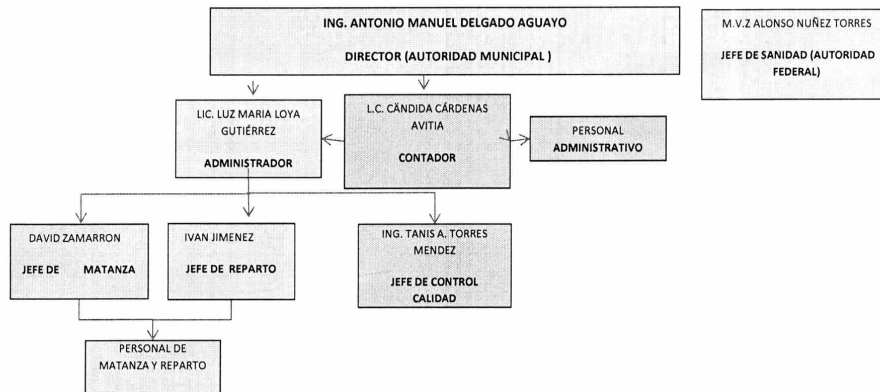 ING. ANTONIO MANUEL DELGADO AGUAYO
DIRECTOR (AUTORIDAD MUNICIPAL )
M.V.Z ALONSO NUÑEZ TORRES
JEFE DE SANIDAD (AUTORIDAD
FEDERAL)
LIC. LUZ MARIA LOYA
GUTIÉRREZ
ADMINISTRADOR
L.C. CÄNDIDA CÁRDENAS
AVITIA
CONTADOR
PERSONAL
ADMINISTRATIVO
DAVID ZAMARRON
JEFE DE MATANZA
IVAN JIMENEZ
JEFE DE REPARTO
ING. TANIS A. TORRES
MENDEZ
JEFE DE CONTROL
CALIDAD
PERSONAL DE
MATANZA Y REPARTO